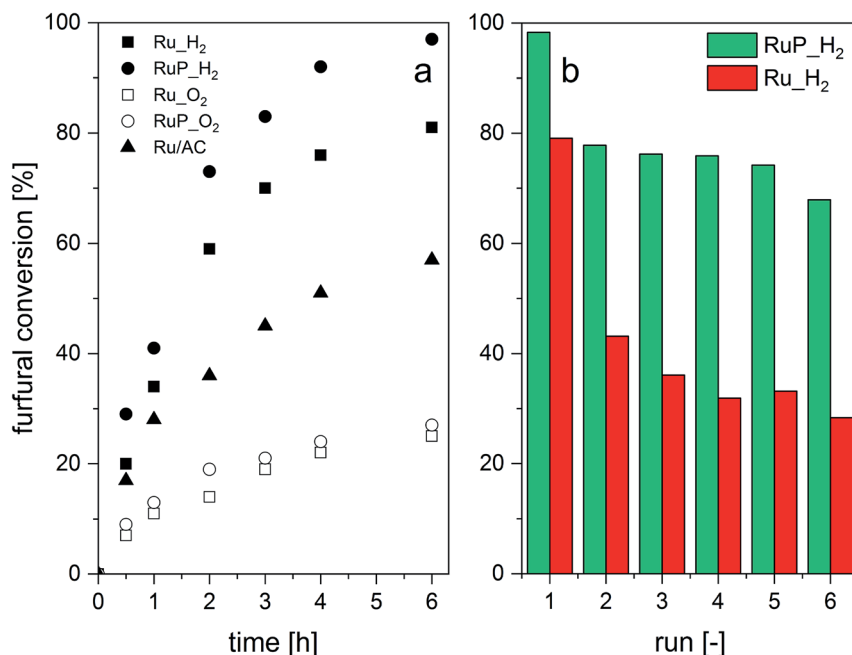 furfural conversion [%]
100
80
60
40
20
0
Ru_H₂
RuP_H₂
Ru_O₂
RuP_O₂
Ru/AC
a
0 1 2 3 4 6
time [h]
100
80
60
40
20
0
b
RuP_H₂
Ru_H₂
1 2 3 4 5 6
run [-]